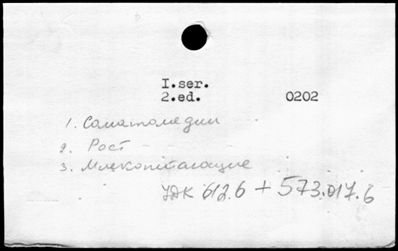 I.ser.
2.ed. 0202
1. Соматомедин
2. Рост
3. Млекопитающие
УДК 612.6 + 573.017.6